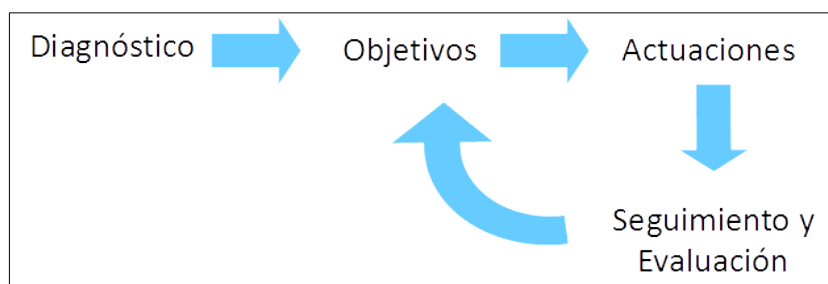 Diagnóstico
Objetivos
Actuaciones
Seguimiento y
Evaluación